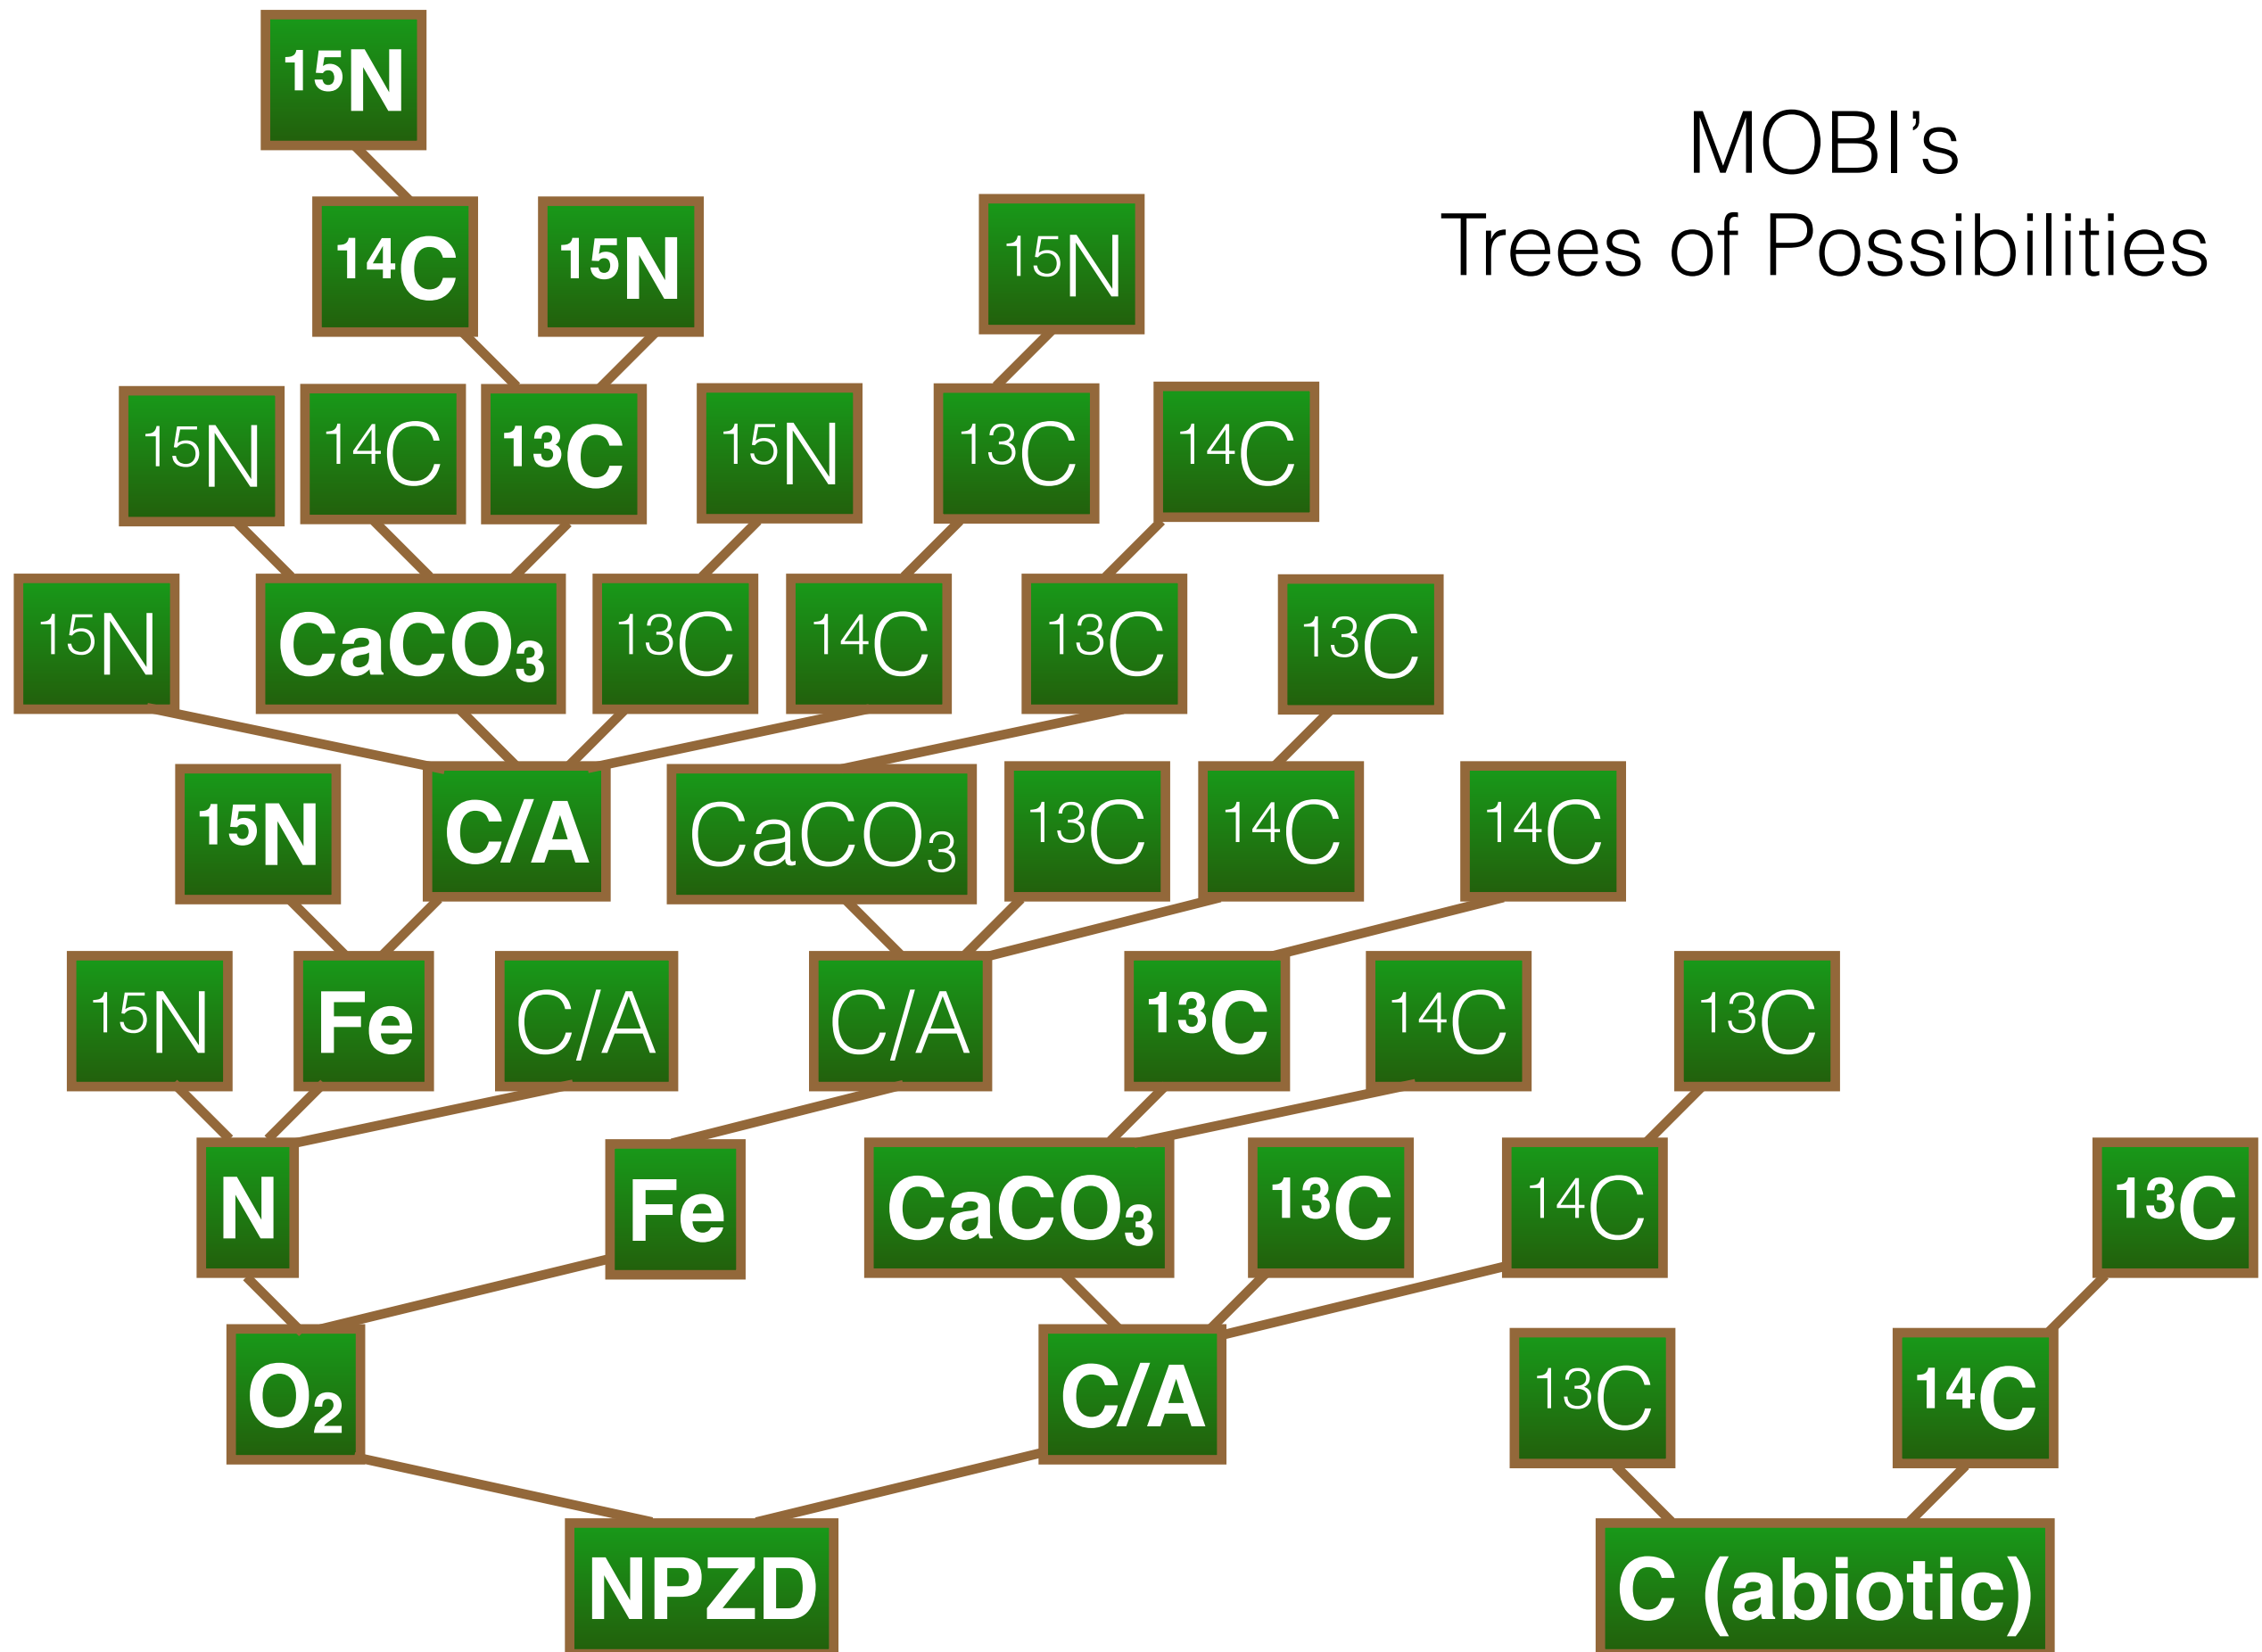 ¹⁵N
MOBI's
Trees of Possibilities
¹⁴C
¹⁵N
¹⁵N
¹⁵N
¹⁴C
¹³C
¹⁵N
¹³C
¹⁴C
¹⁵N
CaCO₃
¹³C
¹⁴C
¹³C
¹³C
¹⁵N
C/A
CaCO₃
¹³C
¹⁴C
¹⁴C
¹⁵N
Fe
C/A
C/A
¹³C
¹⁴C
¹³C
N
Fe
CaCO₃
¹³C
¹⁴C
¹³C
O₂
C/A
¹³C
¹⁴C
NPZD
C (abiotic)